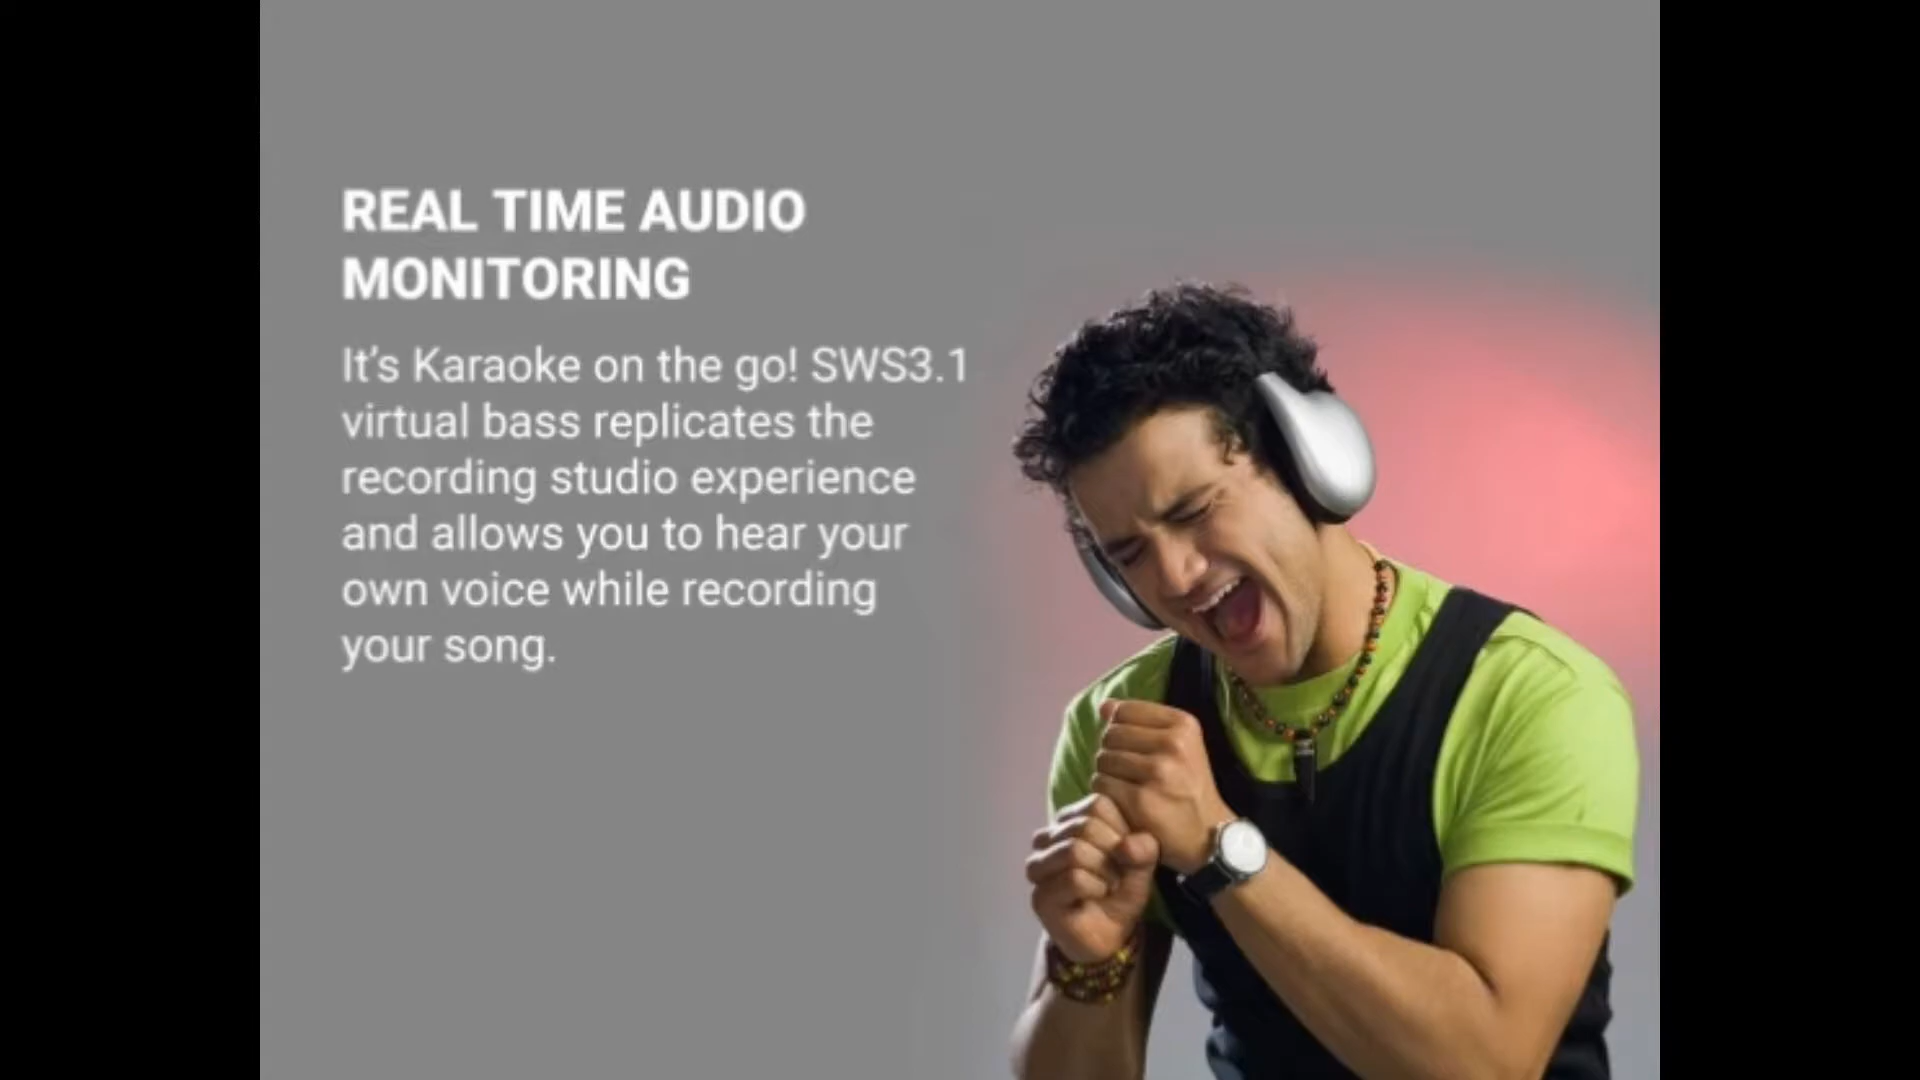 REAL TIME AUDIO
MONITORING
It’s Karaoke on the go! SWS3.1
virtual bass replicates the
recording studio experience
and allows you to hear your
own voice while recording
your song.